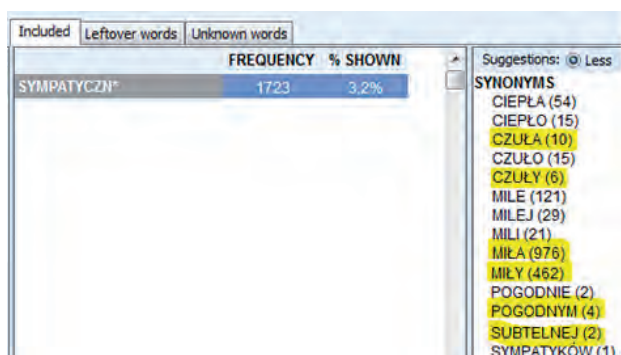 Included Leftover words Unknown words
FREQUENCY % SHOWN
SYMPATYCZN* 1723 3,2%
Suggestions: Less
SYNONYMS
CIEPŁA (54)
CIEPŁO (15)
CZUŁA (10)
CZUŁO (15)
CZUŁY (6)
MILE (121)
MILEJ (29)
MILI (21)
MIŁA (976)
MIŁY (462)
POGODNIE (2)
POGODNYM (4)
SUBTELNEJ (2)
SYMPATYKÓW (1)